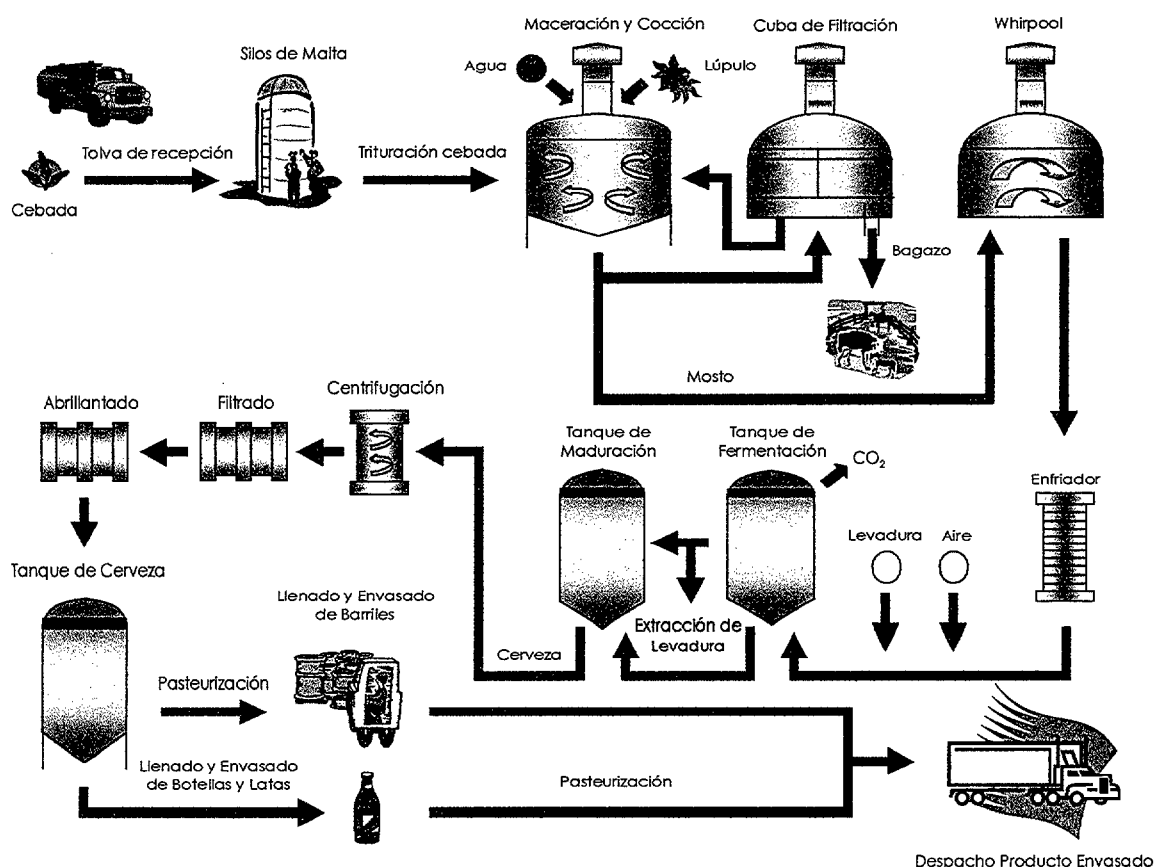 Maceración y Cocción
Cuba de Filtración
Whirpool
Silos de Malta
Agua
Lúpulo
Tolva de recepción
Trituración cebada
Cebada
Bagazo
Mosto
Abrillantado
Filtrado
Centrifugación
Tanque de
Maduración
Tanque de
Fermentación
CO₂
Enfriador
Levadura
Aire
Tanque de Cerveza
Llenado y Envasado
de Barriles
Extracción de
Levadura
Cerveza
Pasteurización
Llenado y Envasado
de Botellas y Latas
Pasteurización
Despacho Producto Envasado